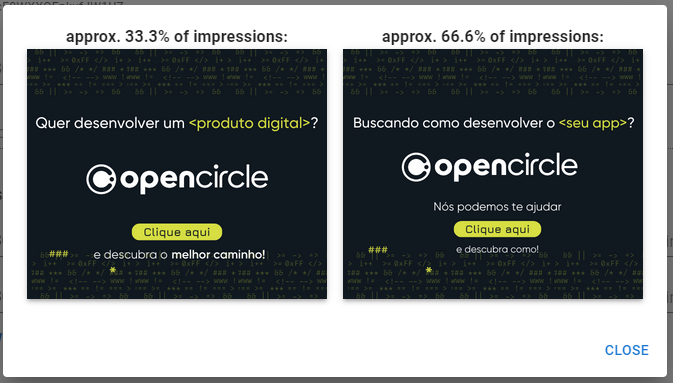 approx. 33.3% of impressions:
Quer desenvolver um <produto digital>?
opencircle
Clique aqui
### e descubra o melhor caminho!
*
approx. 66.6% of impressions:
Buscando como desenvolver o <seu app>?
opencircle
Nós podemos te ajudar
Clique aqui
### e descubra como!
*
CLOSE